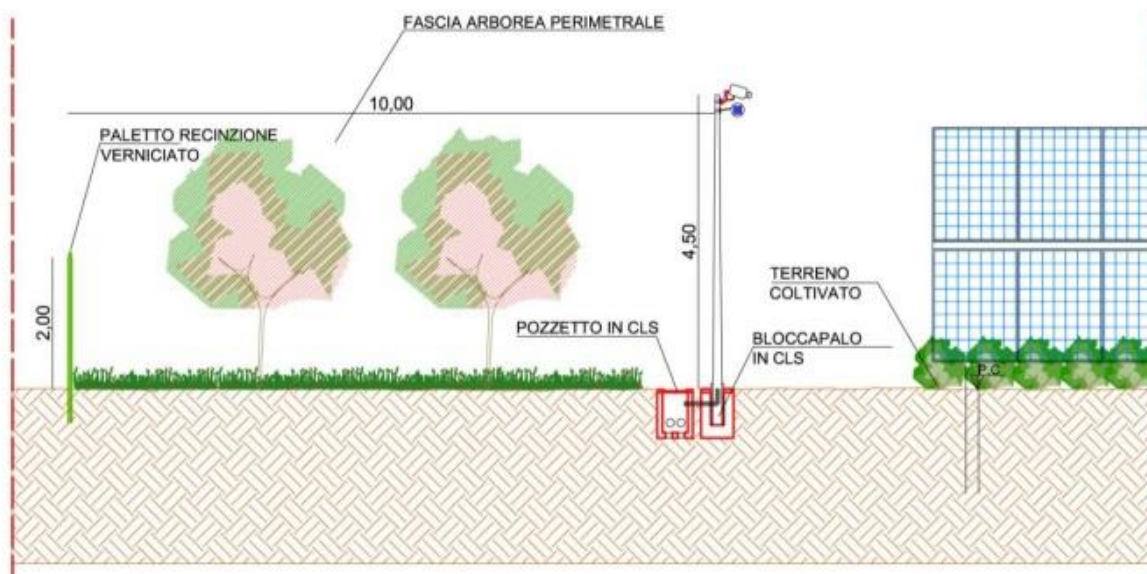 FASCIA ARBOREA PERIMETRALE
10,00
PALETTO RECINZIONE
VERNICIATO
4,50
2,00
TERRENO
COLTIVATO
POZZETTO IN CLS
BLOCCAPALO
IN CLS
P.C